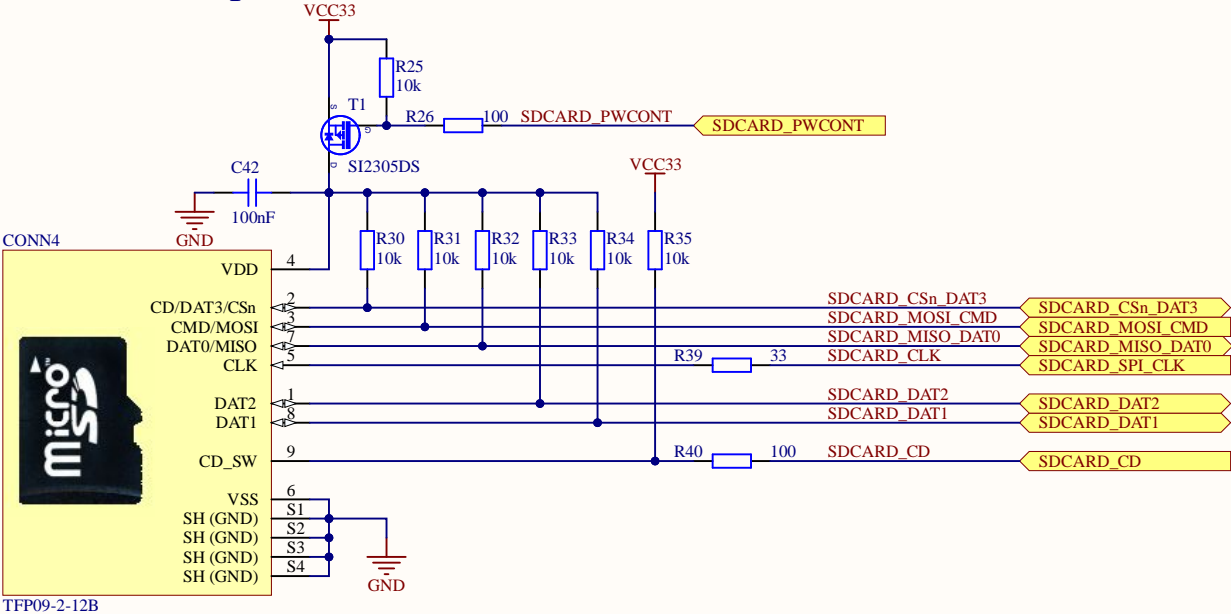 VCC33
R25
10k
T1
S
G
D
R26 100 SDCARD_PWCONT SDCARD_PWCONT
SI2305DS
VCC33
C42
100nF
GND
CONN4
R30 R31 R32 R33 R34 R35
10k 10k 10k 10k 10k 10k
VDD 4
CD/DAT3/CSn 2 SDCARD_CSn_DAT3 SDCARD_CSn_DAT3
CMD/MOSI 3 SDCARD_MOSI_CMD SDCARD_MOSI_CMD
DAT0/MISO 7 SDCARD_MISO_DAT0 SDCARD_MISO_DAT0
CLK 5 R39 33 SDCARD_CLK SDCARD_SPI_CLK
DAT2 1 SDCARD_DAT2 SDCARD_DAT2
DAT1 8 SDCARD_DAT1 SDCARD_DAT1
CD_SW 9 R40 100 SDCARD_CD SDCARD_CD
micro SD
VSS 6
SH (GND) S1
SH (GND) S2
SH (GND) S3
SH (GND) S4
GND
TFP09-2-12B